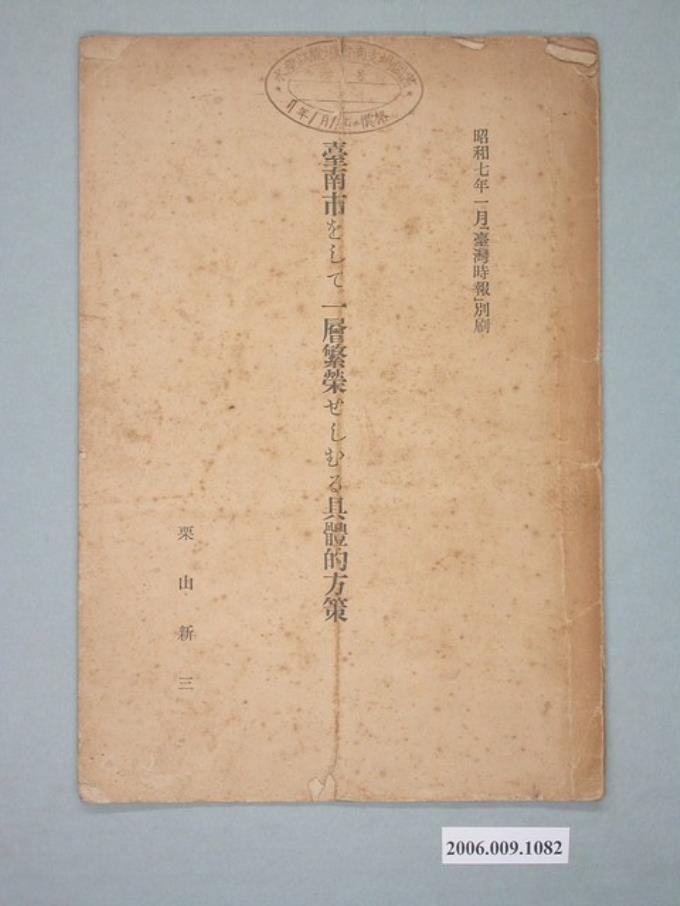 昭和七年一月「臺灣時報」別刷
臺南市をして一層繁榮せしむる具體的方策
栗山新三
2006.009.1082